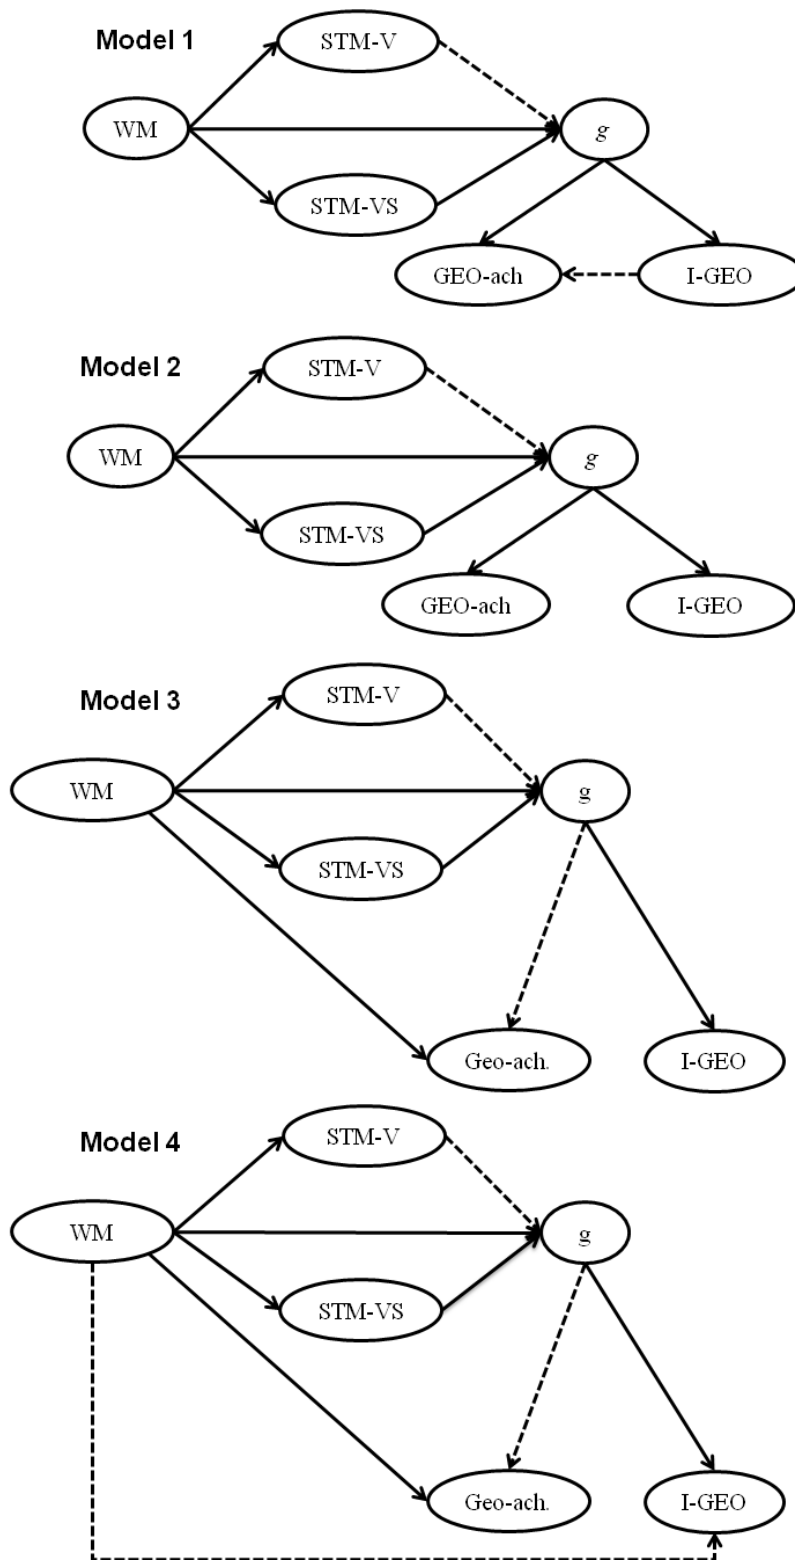 Model 1
STM-V
WM
g
STM-VS
GEO-ach
I-GEO
Model 2
STM-V
WM
g
STM-VS
GEO-ach
I-GEO
Model 3
STM-V
WM
g
STM-VS
Geo-ach.
I-GEO
Model 4
STM-V
WM
g
STM-VS
Geo-ach.
I-GEO